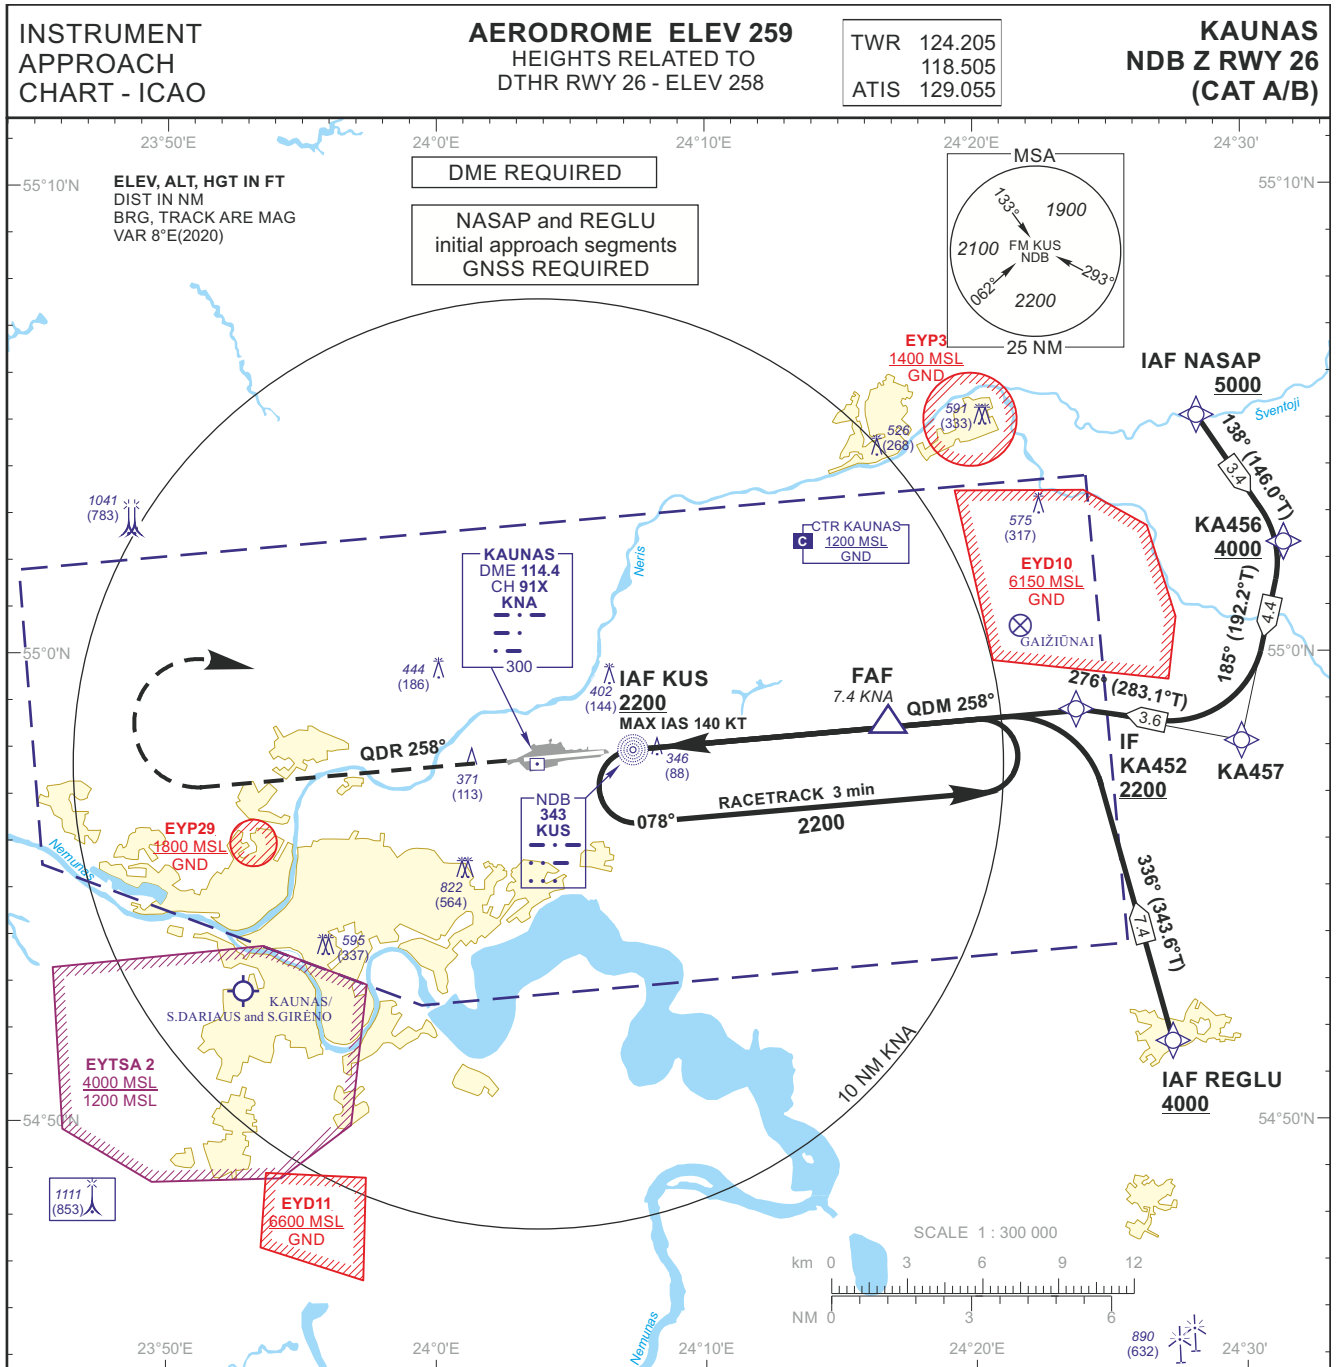 INSTRUMENT
APPROACH
CHART - ICAO
AERODROME ELEV 259
HEIGHTS RELATED TO
DTHR RWY 26 - ELEV 258
TWR 124.205
118.505
ATIS 129.055
KAUNAS
NDB Z RWY 26
(CAT A/B)
23°50'E
24°0'E
24°10'E
24°20'E
24°30'
55°10'N
55°10'N
ELEV, ALT, HGT IN FT
DIST IN NM
BRG, TRACK ARE MAG
VAR 8°E(2020)
DME REQUIRED
NASAP and REGLU
initial approach segments
GNSS REQUIRED
MSA
133°
1900
2100
FM KUS
NDB
062°
293°
2200
25 NM
EYP3
1400 MSL
GND
591
(333)
526
(268)
IAF NASAP
5000
Šventoji
138° (146.0°T)
3.4
KA456
4000
1041
(783)
575
(317)
CTR KAUNAS
C
1200 MSL
GND
EYD10
6150 MSL
GND
GAIŽIŪNAI
Neris
KAUNAS
DME 114.4
CH 91X
KNA
300
185° (192.2°T)
4.4
55°0'N
55°0'N
444
(186)
402
(144)
IAF KUS
2200
MAX IAS 140 KT
FAF
7.4 KNA
QDM 258°
276° (283.1°T)
3.6
IF
KA452
2200
KA457
QDR 258°
371
(113)
346
(88)
RACETRACK 3 min
078°
2200
NDB
343
KUS
EYP29
1800 MSL
GND
Nemunas
822
(564)
595
(337)
336° (343.6°T)
7.4
KAUNAS/
S.DARIAUS and S.GIRĖNO
EYTSA 2
4000 MSL
1200 MSL
10 NM KNA
IAF REGLU
4000
54°50'N
54°50'N
1111
(853)
EYD11
6600 MSL
GND
SCALE 1 : 300 000
km 0 3 6 9 12
NM 0 3 6
Nemunas
890
(632)
23°50'E
24°0'E
24°10'E
24°20'E
24°30'